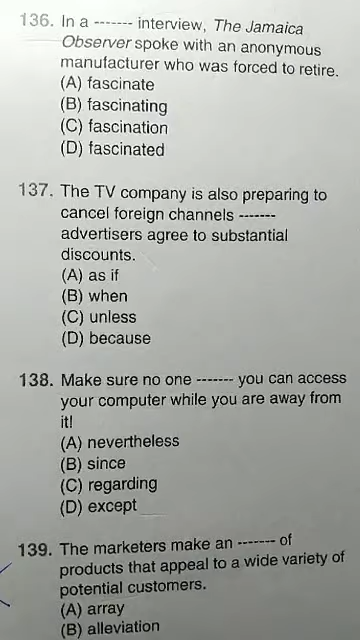 136. In a ------- interview, The Jamaica
Observer spoke with an anonymous
manufacturer who was forced to retire.
(A) fascinate
(B) fascinating
(C) fascination
(D) fascinated
137. The TV company is also preparing to
cancel foreign channels -------
advertisers agree to substantial
discounts.
(A) as if
(B) when
(C) unless
(D) because
138. Make sure no one ------- you can access
your computer while you are away from
it!
(A) nevertheless
(B) since
(C) regarding
(D) except
139. The marketers make an ------- of
products that appeal to a wide variety of
potential customers.
(A) array
(B) alleviation